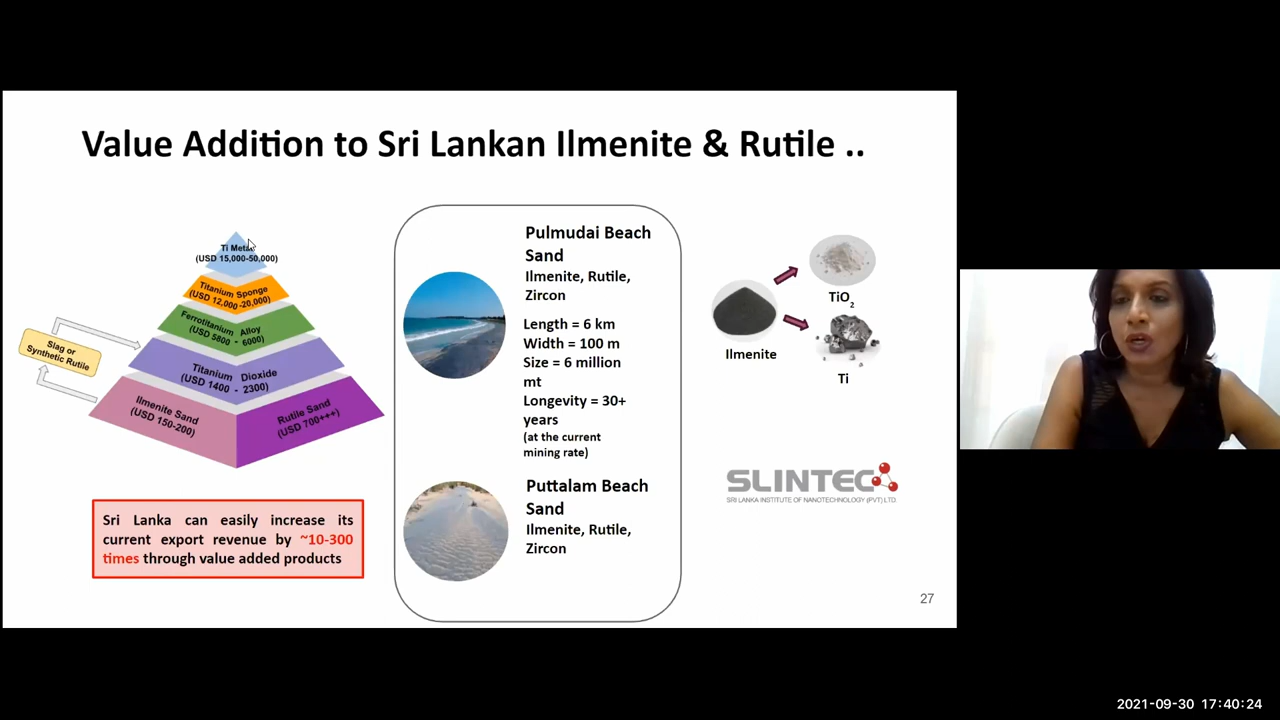 Value Addition to Sri Lankan Ilmenite & Rutile ..
Ti Metal
(USD 15,000-50,000)
Titanium Sponge
(USD 12,000 -20,000)
Ferrotitanium Alloy
(USD 5800 - 6000)
Slag or
Synthetic Rutile
Titanium Dioxide
(USD 1400 - 2300)
Ilmenite Sand
(USD 150-200)
Rutile Sand
(USD 700+++)
Sri Lanka can easily increase its
current export revenue by ~10-300
times through value added products
Pulmudai Beach
Sand
Ilmenite, Rutile,
Zircon
Length = 6 km
Width = 100 m
Size = 6 million
mt
Longevity = 30+
years
(at the current
mining rate)
Puttalam Beach
Sand
Ilmenite, Rutile,
Zircon
TiO₂
Ilmenite
Ti
SLINTEC
SRI LANKA INSTITUTE OF NANOTECHNOLOGY (PVT) LTD.
27
2021-09-30 17:40:24